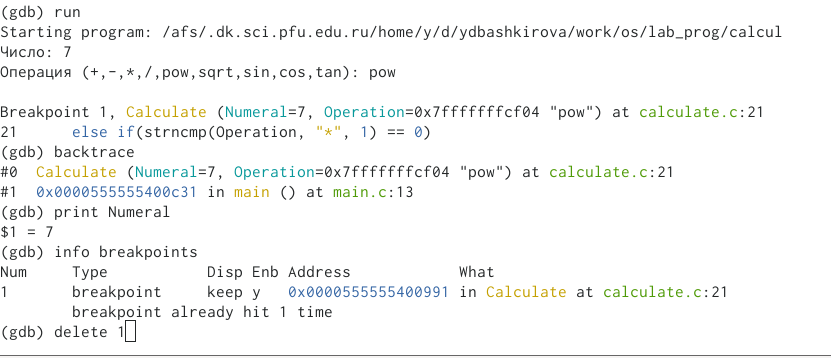 (gdb) run
Starting program: /afs/.dk.sci.pfu.edu.ru/home/y/d/ydbashkirova/work/os/lab_prog/calcul
Число: 7
Операция (+,-,*,/,pow,sqrt,sin,cos,tan): pow
Breakpoint 1, Calculate (Numeral=7, Operation=0x7fffffffcf04 "pow") at calculate.c:21
21      else if(strncmp(Operation, "*", 1) == 0)
(gdb) backtrace
#0  Calculate (Numeral=7, Operation=0x7fffffffcf04 "pow") at calculate.c:21
#1  0x0000555555400c31 in main () at main.c:13
(gdb) print Numeral
$1 = 7
(gdb) info breakpoints
Num     Type           Disp Enb Address            What
1       breakpoint     keep y   0x0000555555400991 in Calculate at calculate.c:21
        breakpoint already hit 1 time
(gdb) delete 1